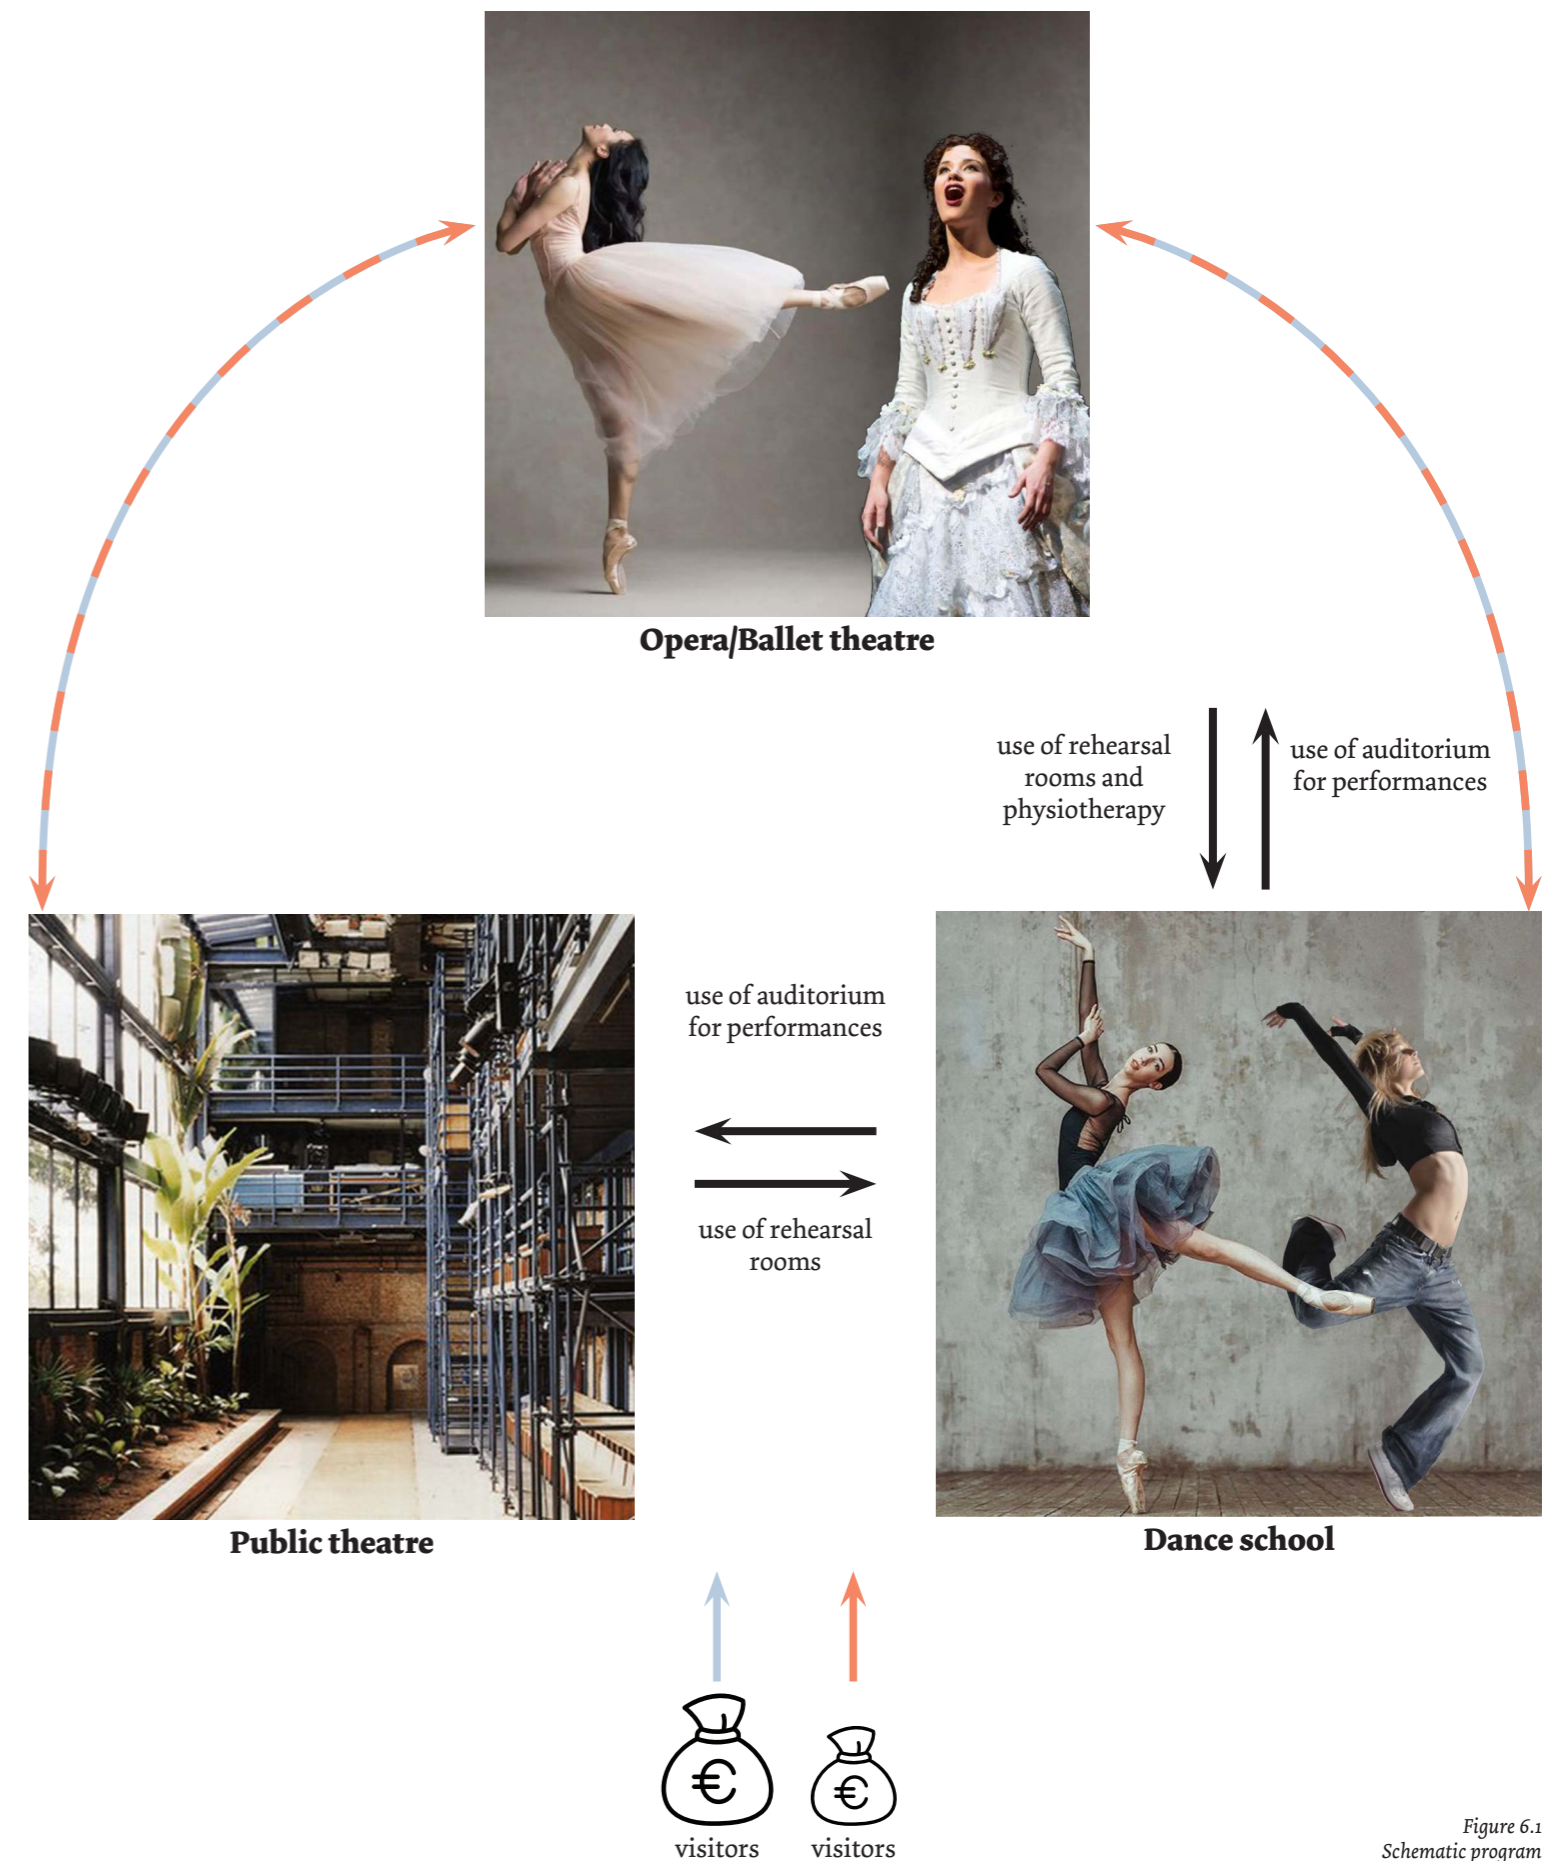 Opera/Ballet theatre
use of rehearsal
rooms and
physiotherapy
use of auditorium
for performances
use of auditorium
for performances
use of rehearsal
rooms
Public theatre
Dance school
€
€
visitors
visitors
Figure 6.1
Schematic program